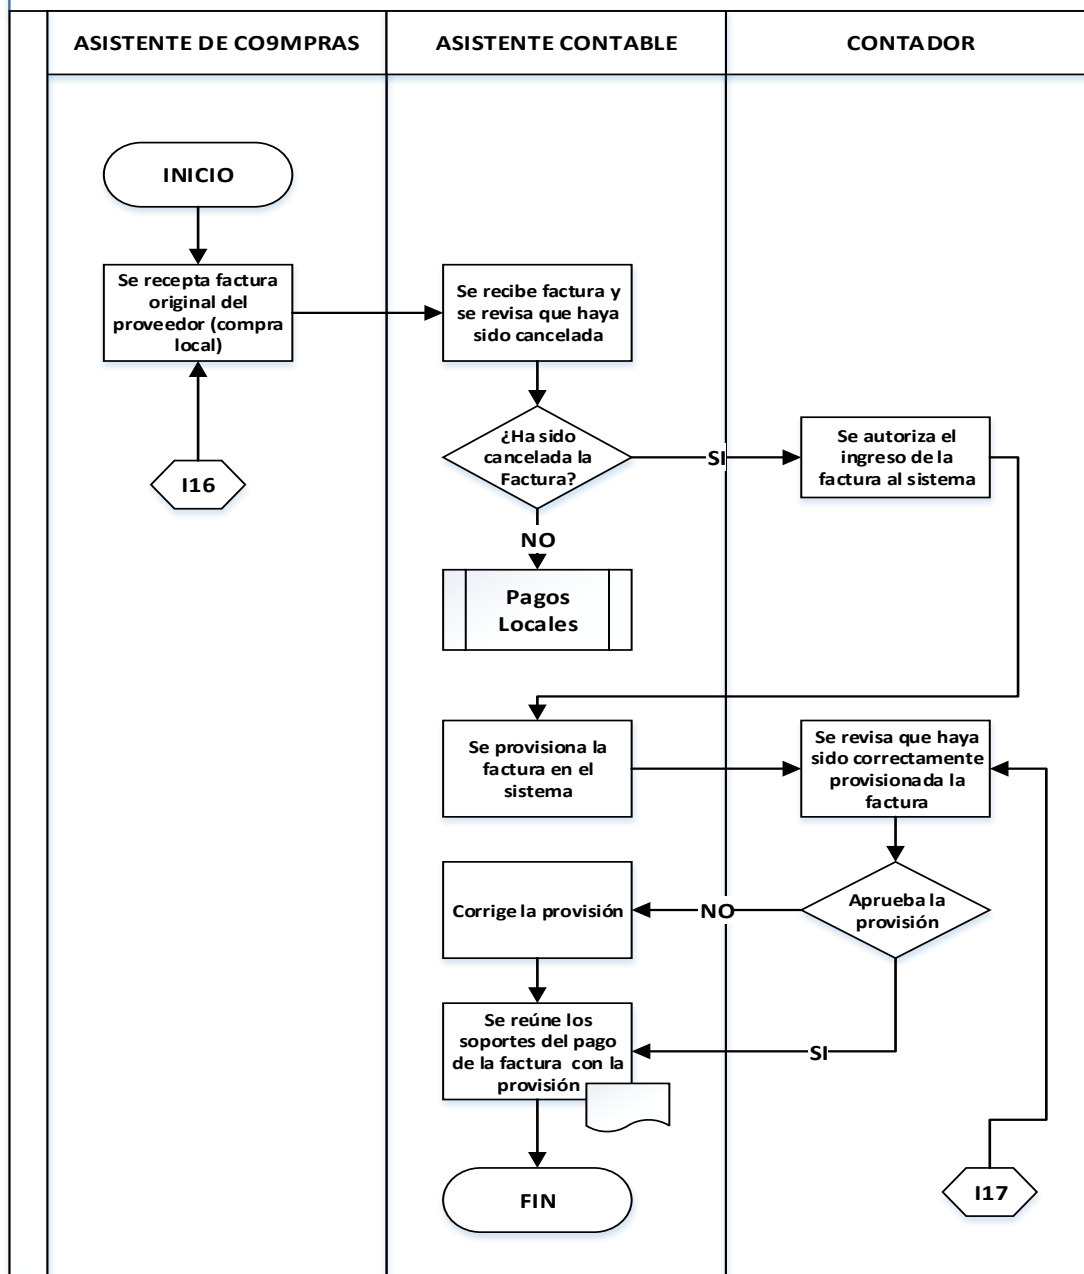 ASISTENTE DE CO9MPRAS
ASISTENTE CONTABLE
CONTADOR
INICIO
Se recepta factura
original del
proveedor (compra
local)
Se recibe factura y
se revisa que haya
sido cancelada
¿Ha sido
cancelada la
Factura?
SI
Se autoriza el
ingreso de la
factura al sistema
I16
NO
Pagos
Locales
Se provisiona la
factura en el
sistema
Se revisa que haya
sido correctamente
provisionada la
factura
Corrige la provisión
NO
Aprueba la
provisión
Se reúne los
soportes del pago
de la factura con la
provisión
SI
FIN
I17